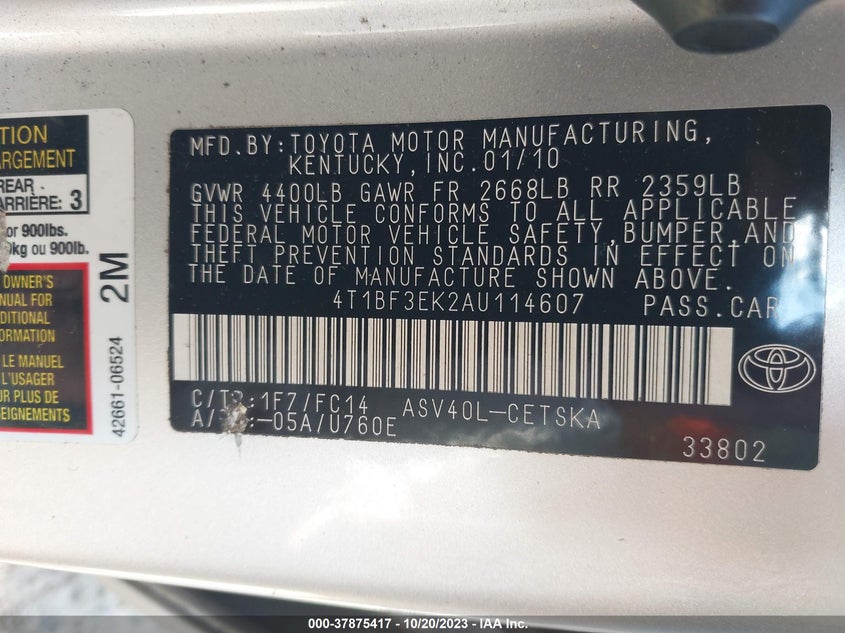 TION
ARGEMENT
REAR
ARRIÈRE: 3
or 900lbs.
kg ou 900lb.
OWNER'S
NUAL FOR
DITIONAL
LE MANUEL
L'USAGER
PLUS
SEIGNEMENTS
2M
42661-06524
MFD.BY:TOYOTA MOTOR MANUFACTURING,
KENTUCKY,INC.01/10
GVWR 4400LB GAWR FR 2668LB RR 2359LB
THIS VEHICLE CONFORMS TO ALL APPLICABLE
FEDERAL MOTOR VEHICLE SAFETY,BUMPER,AND
THEFT PREVENTION STANDARDS IN EFFECT ON
THE DATE OF MANUFACTURE SHOWN ABOVE.
4T1BF3EK2AU114607 PASS.CAR
C/TR:1F7/FC14 ASV40L-CETSKA
-05A/U760E
33802
000-37875417 - 10/20/2023 - IAA Inc.